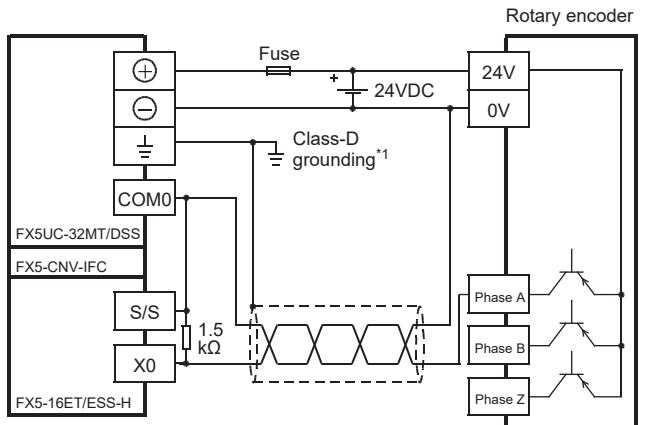 Rotary encoder
Fuse
24V
+
24VDC
0V
Class-D
grounding*1
COM0
FX5UC-32MT/DSS
FX5-CNV-IFC
S/S
1.5
kΩ
X0
FX5-16ET/ESS-H
Phase A
Phase B
Phase Z